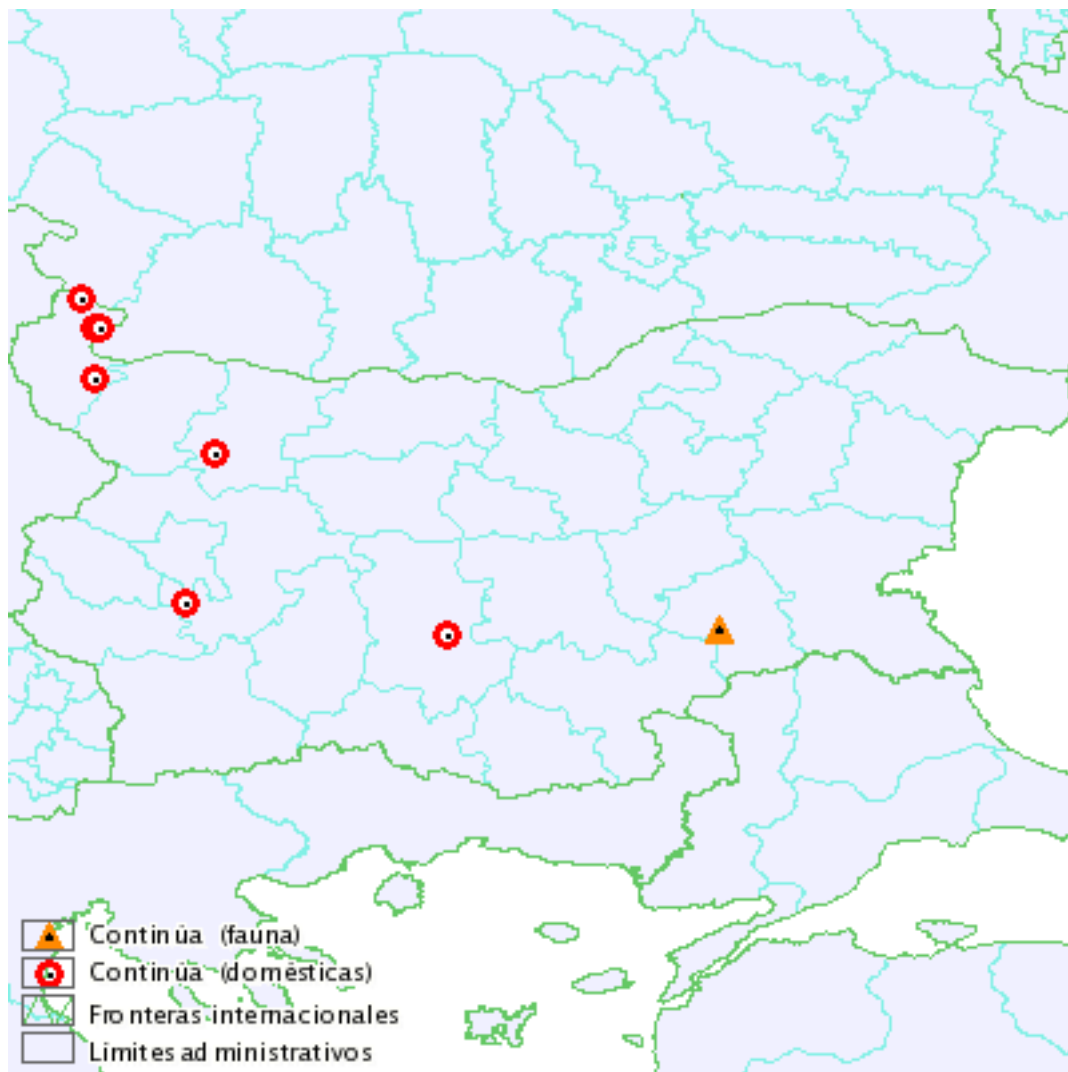 Continúa (fauna)
Continúa (domésticas)
Fronteras internacionales
Límites administrativos